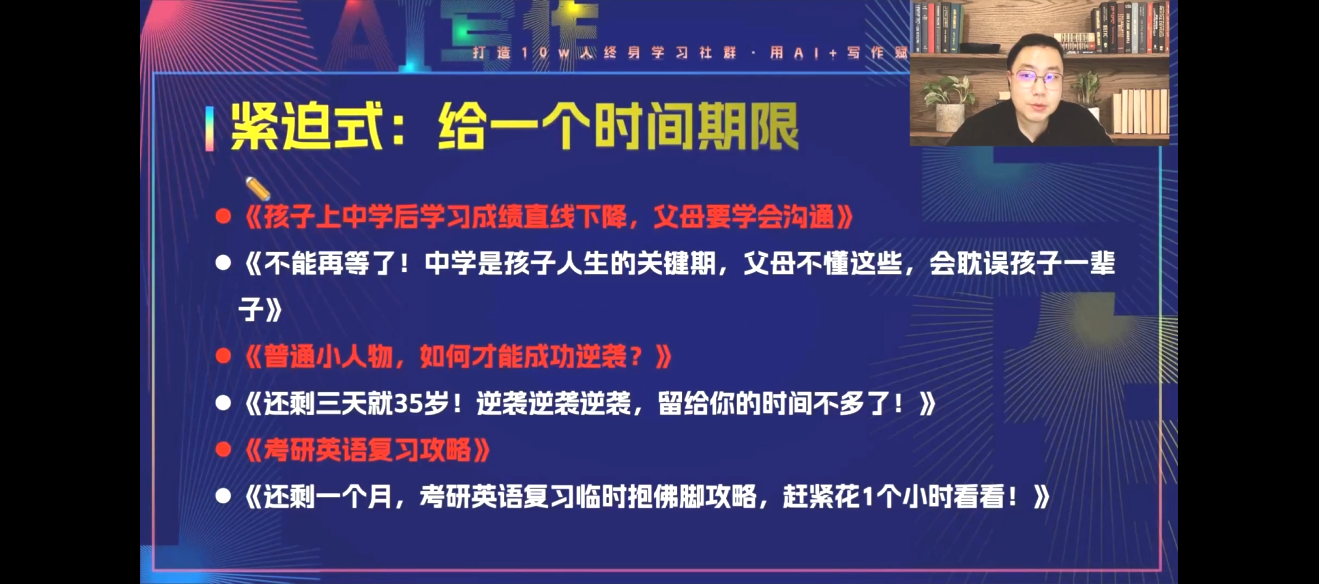 AI写作
打造10w人终身学习社群·用AI+写作赋
紧迫式：给一个时间期限
《孩子上中学后学习成绩直线下降，父母要学会沟通》
《不能再等了！中学是孩子人生的关键期，父母不懂这些，会耽误孩子一辈
子》
《普通小人物，如何才能成功逆袭？》
《还剩三天就35岁！逆袭逆袭逆袭，留给你的时间不多了！》
《考研英语复习攻略》
《还剩一个月，考研英语复习临时抱佛脚攻略，赶紧花1个小时看看！》